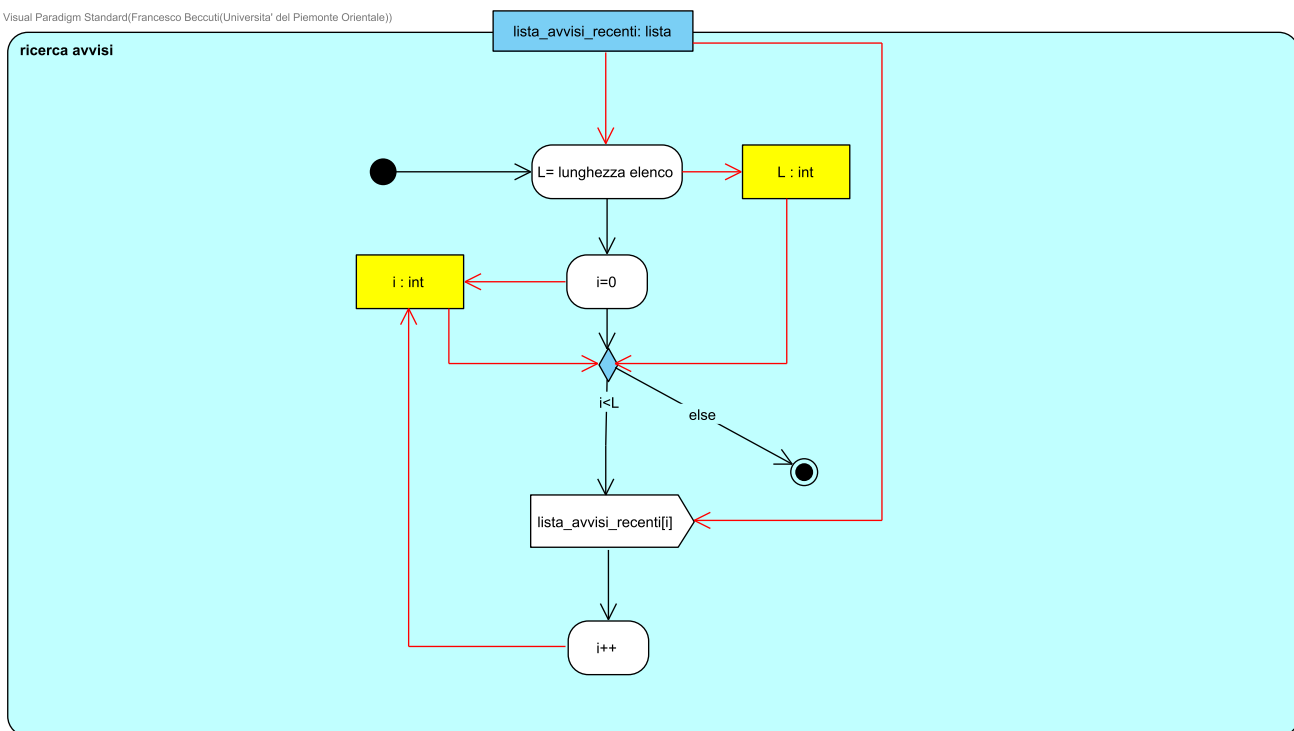 Visual Paradigm Standard(Francesco Beccuti(Universita' del Piemonte Orientale))
lista_avvisi_recenti: lista
ricerca avvisi
L= lunghezza elenco
L : int
i : int
i=0
i<L
else
lista_avvisi_recenti[i]
i++